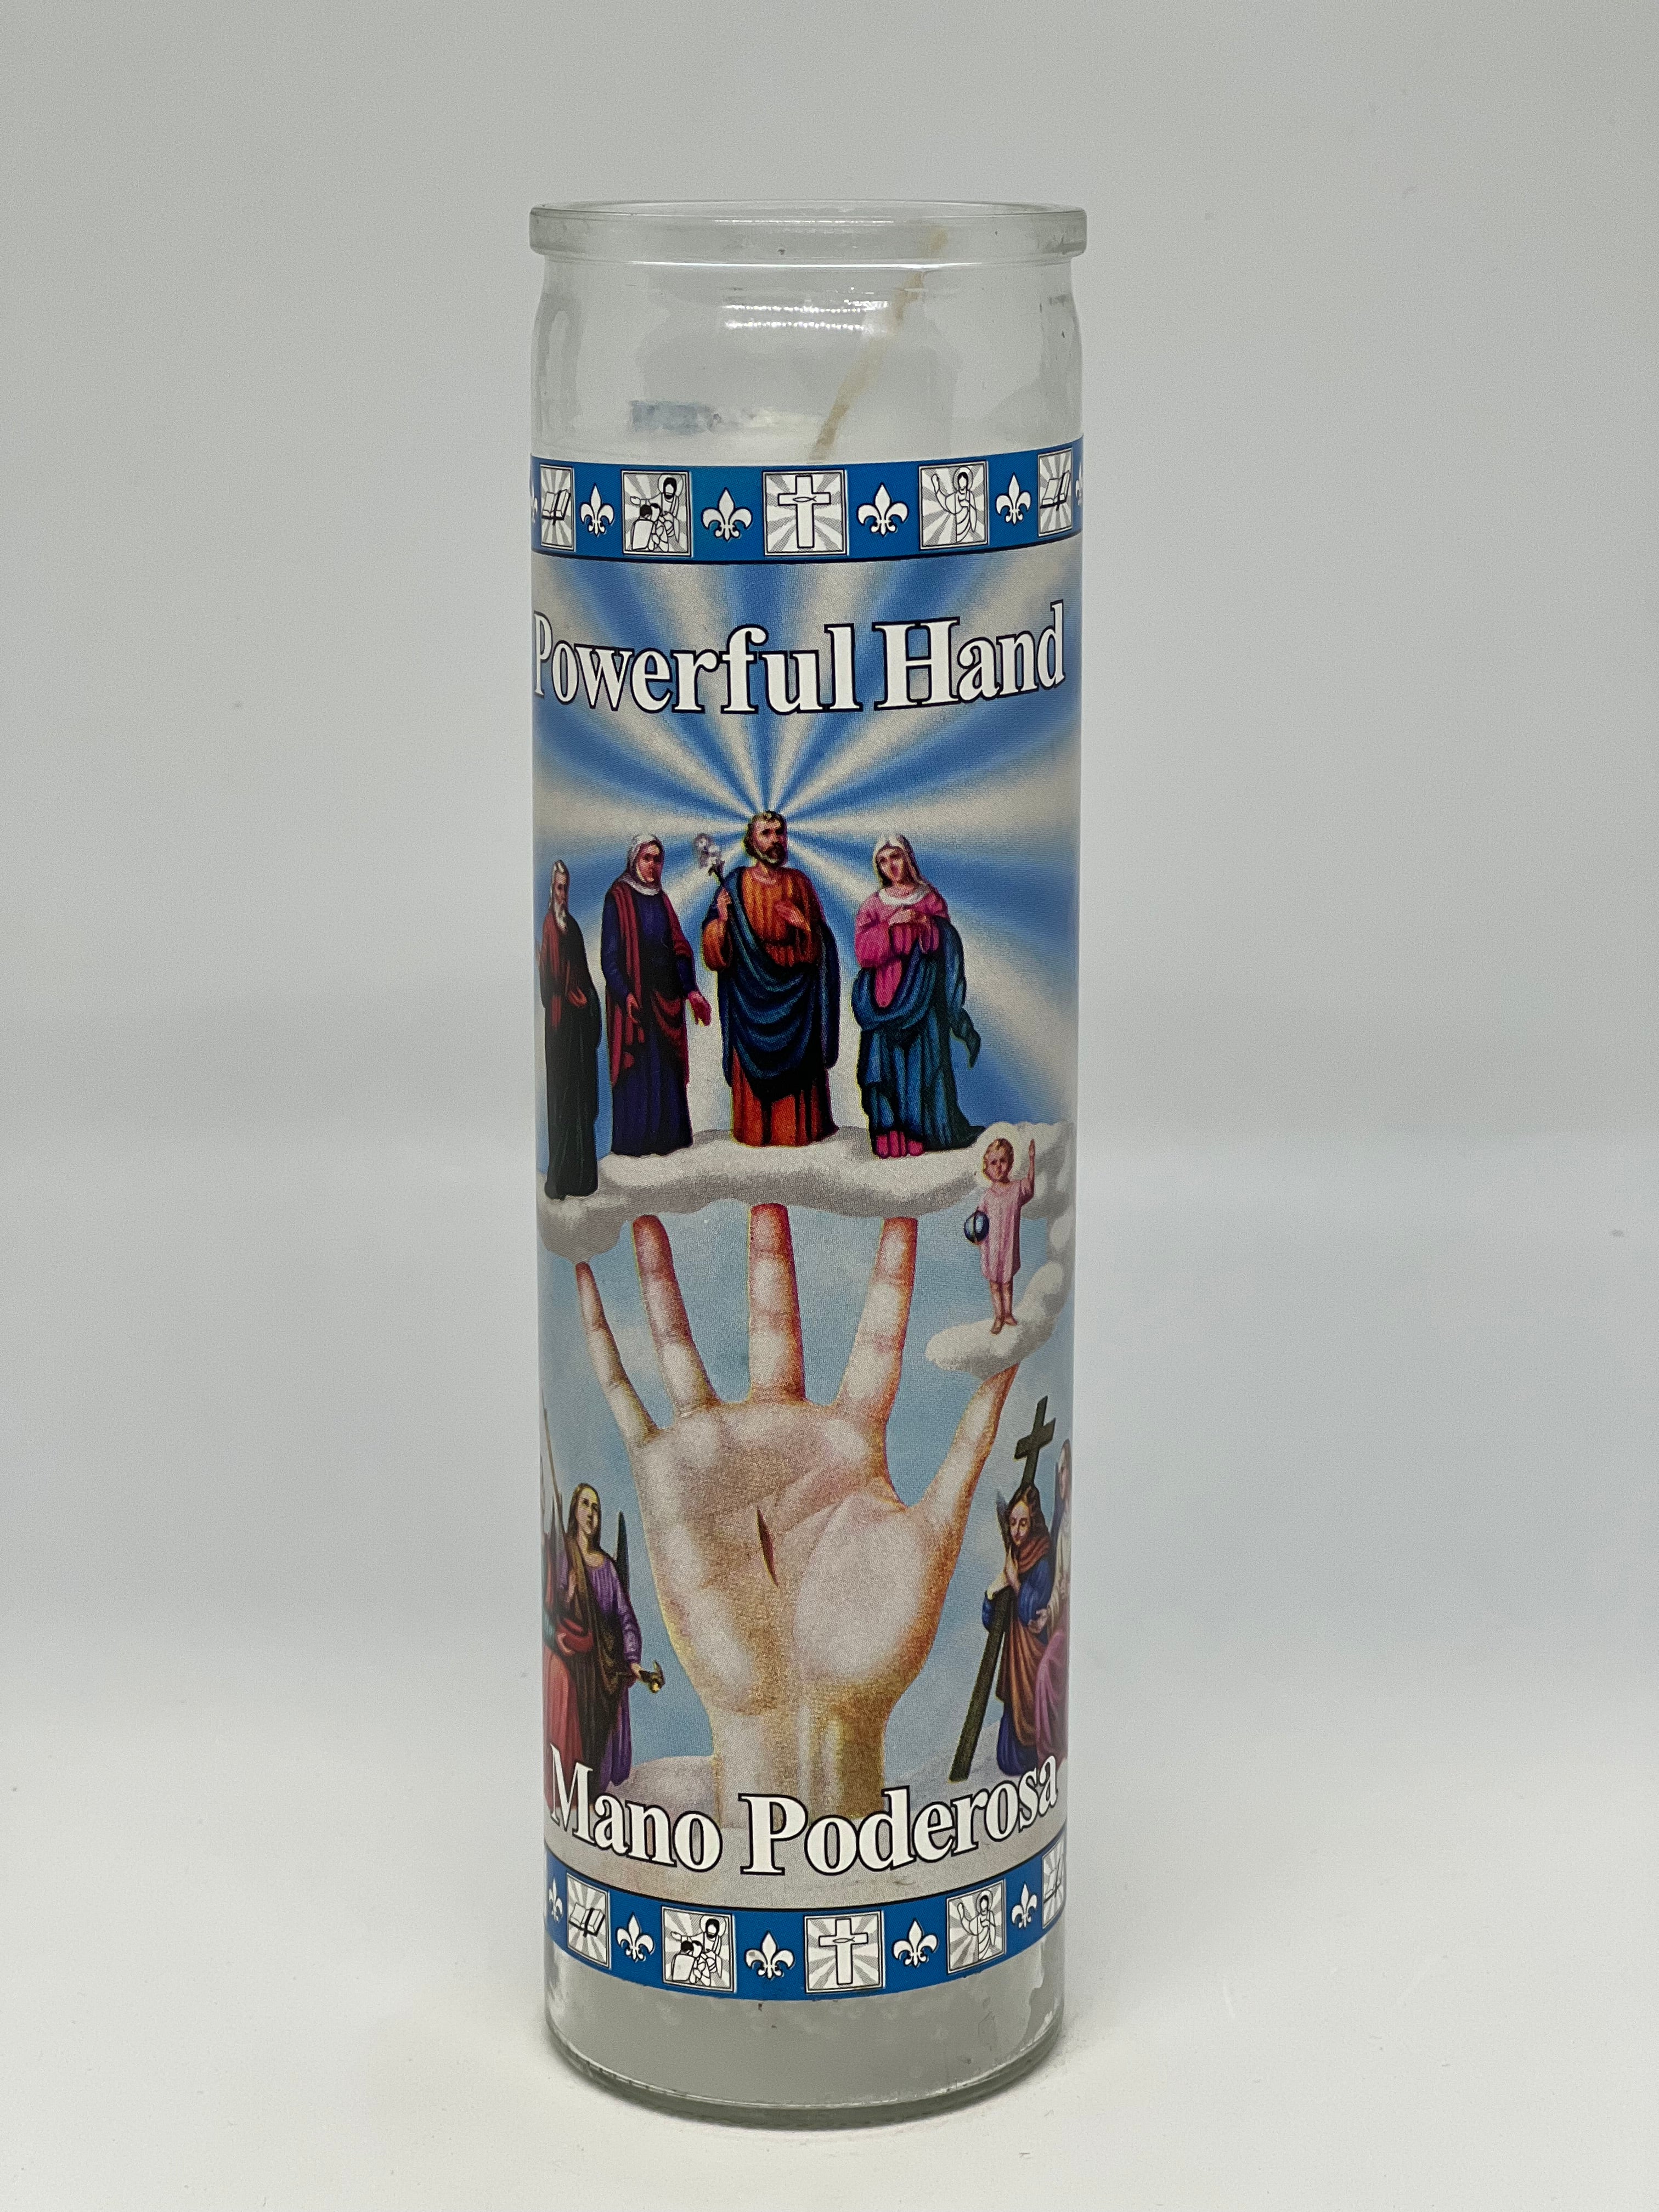 Powerful Hand
Mano Poderosa